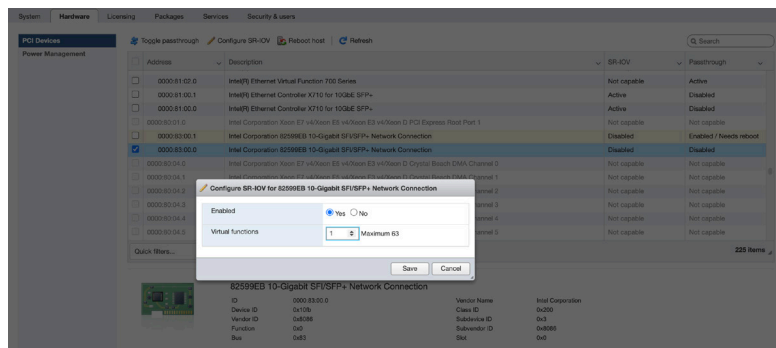 System Hardware Licensing Packages Services Security & users
PCI Devices
Power Management
Toggle passthrough Configure SR-IOV Reboot host Refresh Search
Address Description SR-IOV Passthrough
0000:81:02.0 Intel(R) Ethernet Virtual Function 700 Series Not capable Active
0000:81:00.1 Intel(R) Ethernet Controller X710 for 10GbE SFP+ Active Disabled
0000:81:00.0 Intel(R) Ethernet Controller X710 for 10GbE SFP+ Active Disabled
0000:80:01.0 Intel Corporation Xeon E7 v4/Xeon E5 v4/Xeon E3 v4/Xeon D PCI Express Root Port 1 Not capable Not capable
0000:83:00.1 Intel Corporation 82599EB 10-Gigabit SFI/SFP+ Network Connection Disabled Enabled / Needs reboot
0000:83:00.0 Intel Corporation 82599EB 10-Gigabit SFI/SFP+ Network Connection Disabled Disabled
0000:80:04.0 Intel Corporation Xeon E7 v4/Xeon E5 v4/Xeon E3 v4/Xeon D Crystal Beach DMA Channel 0 Not capable Not capable
0000:80:04.1 Intel Corporation Xeon E7 v4/Xeon E5 v4/Xeon E3 v4/Xeon D Crystal Beach DMA Channel 1 Not capable Not capable
0000:80:04.2 Channel 2 Not capable Not capable
0000:80:04.3 Channel 3 Not capable Not capable
0000:80:04.4 Channel 4 Not capable Not capable
0000:80:04.5 Channel 5 Not capable Not capable
Quick filters... 225 items
Configure SR-IOV for 82599EB 10-Gigabit SFI/SFP+ Network Connection
Enabled Yes No
Virtual functions 1 Maximum 63
Save Cancel
82599EB 10-Gigabit SFI/SFP+ Network Connection
ID 0000:83:00.0 Vendor Name Intel Corporation
Device ID 0x10fb Class ID 0x200
Vendor ID 0x8086 Subdevice ID 0x3
Function 0x0 Subvendor ID 0x8086
Bus 0x83 Slot 0x0